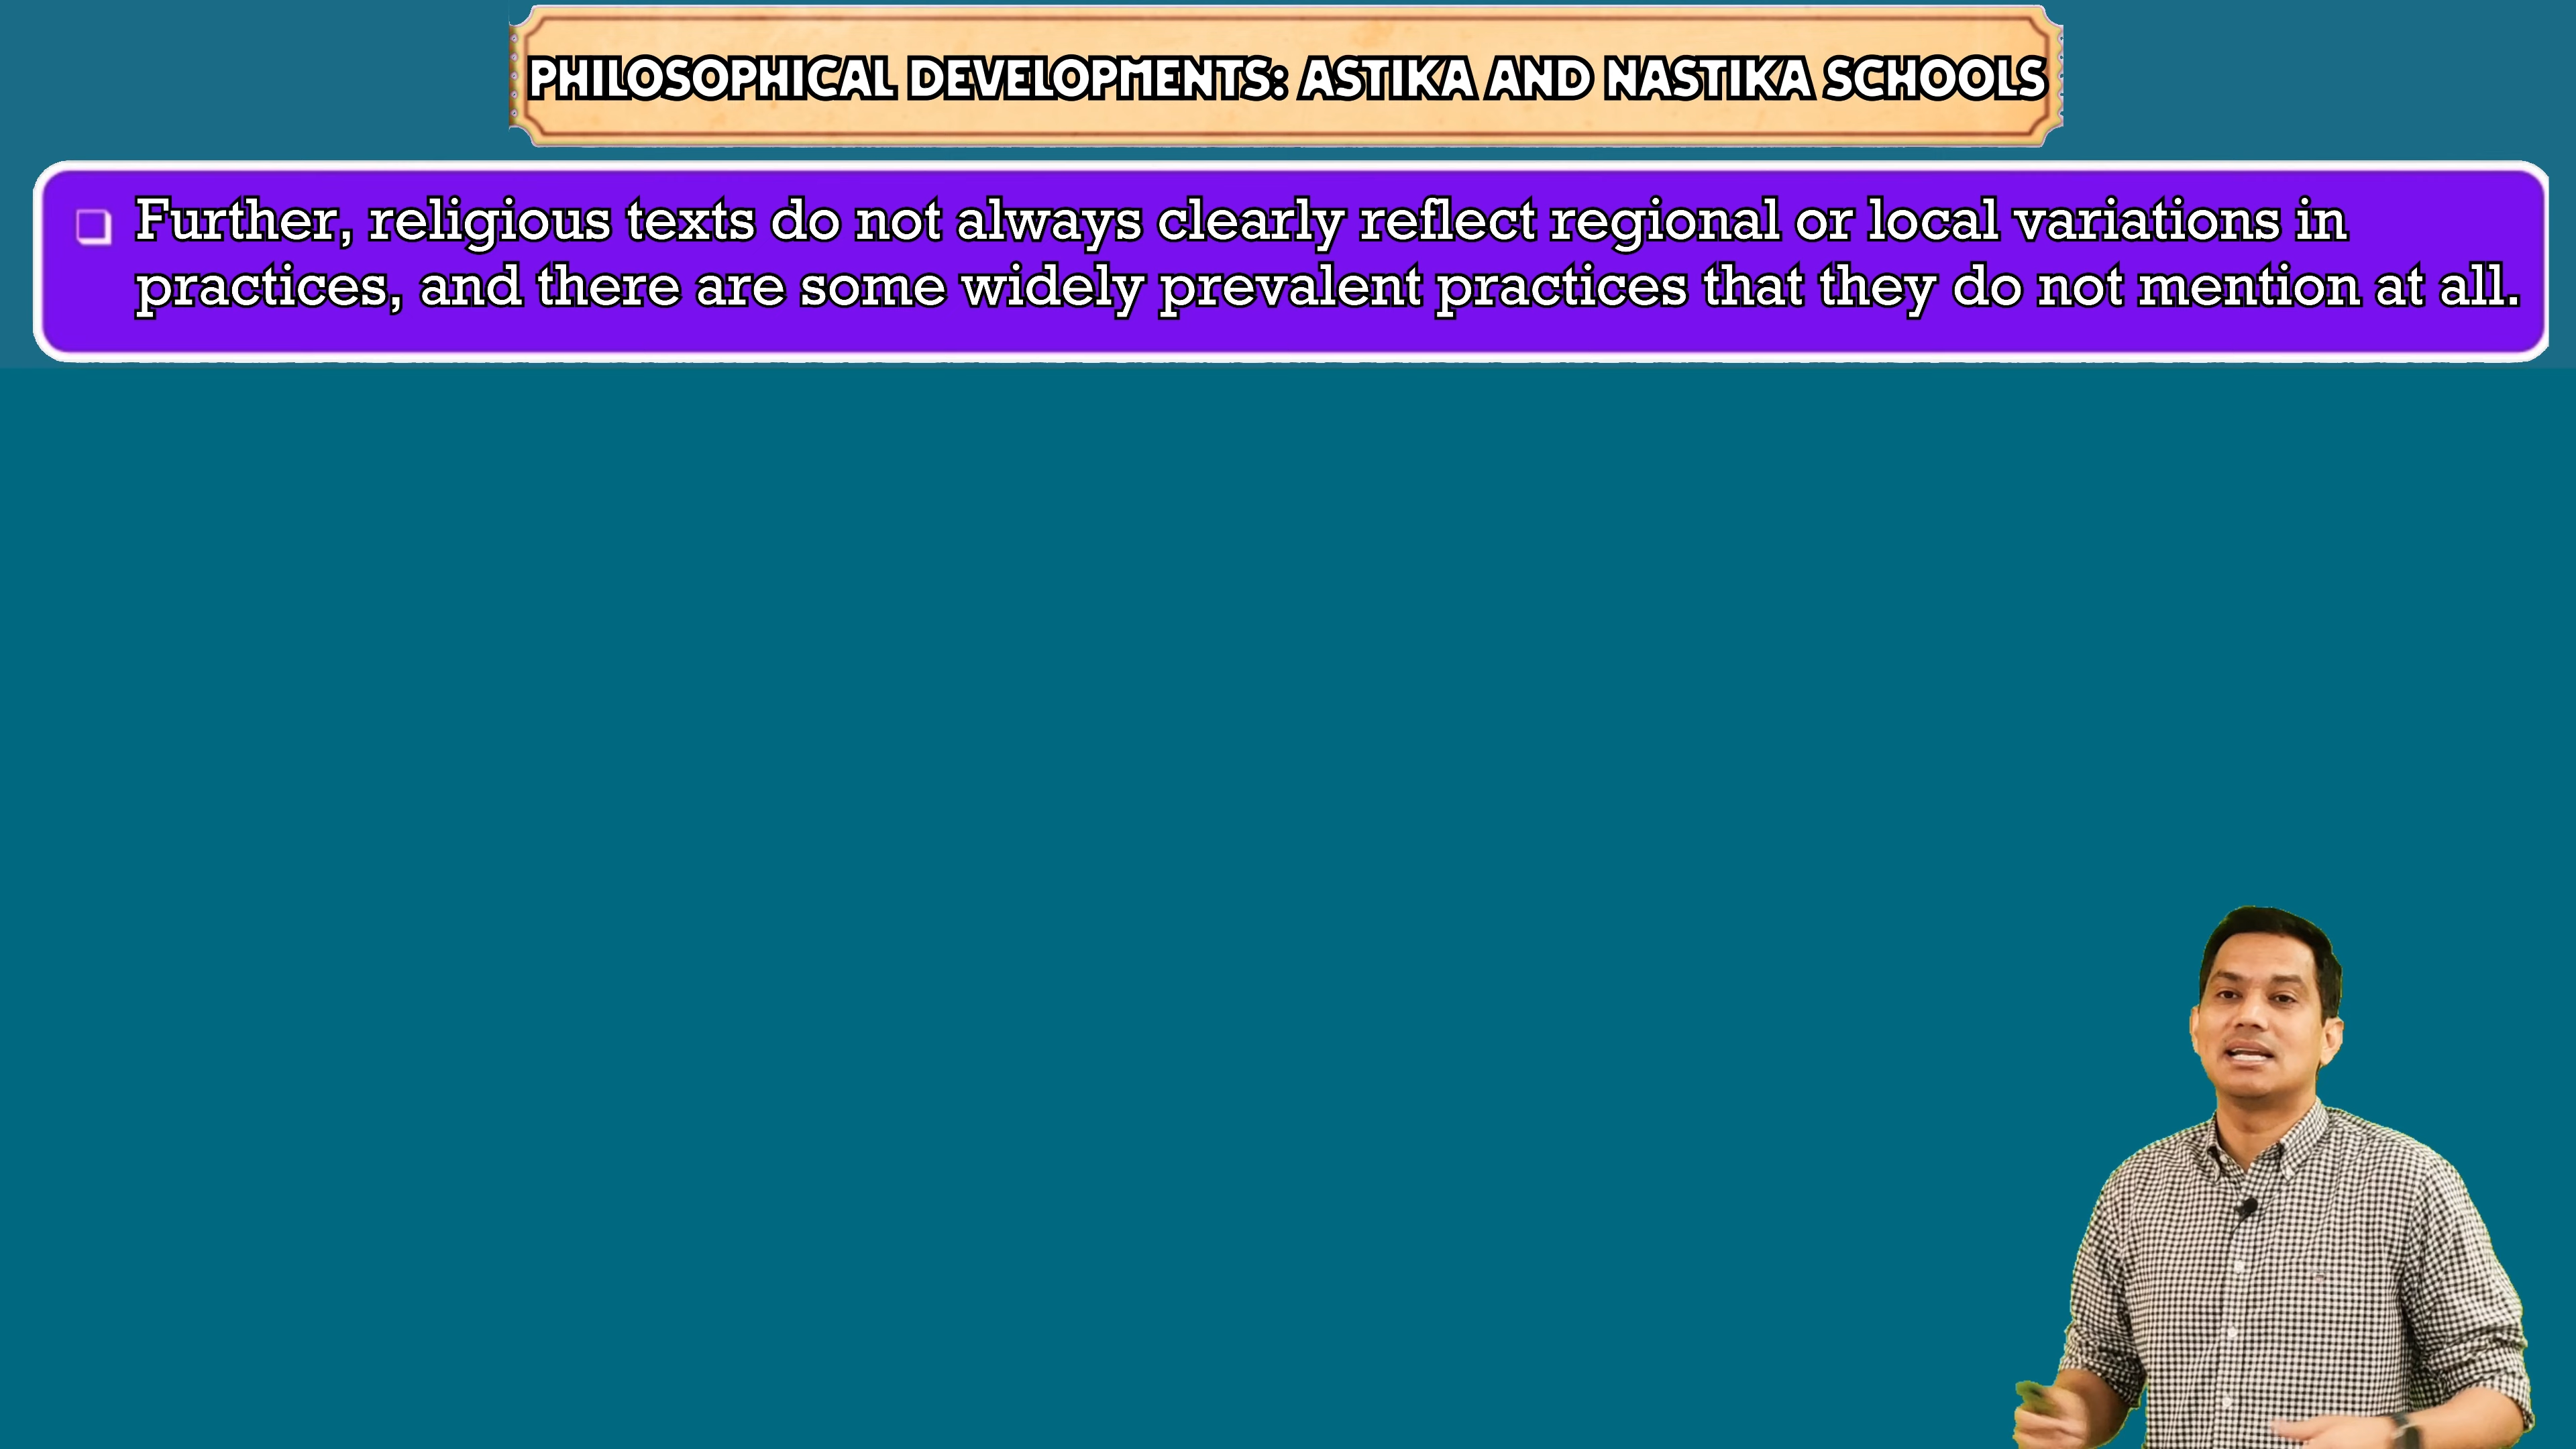 PHILOSOPHICAL DEVELOPMENTS: ASTIKA AND NASTIKA SCHOOLS
Further, religious texts do not always clearly reflect regional or local variations in
practices, and there are some widely prevalent practices that they do not mention at all.